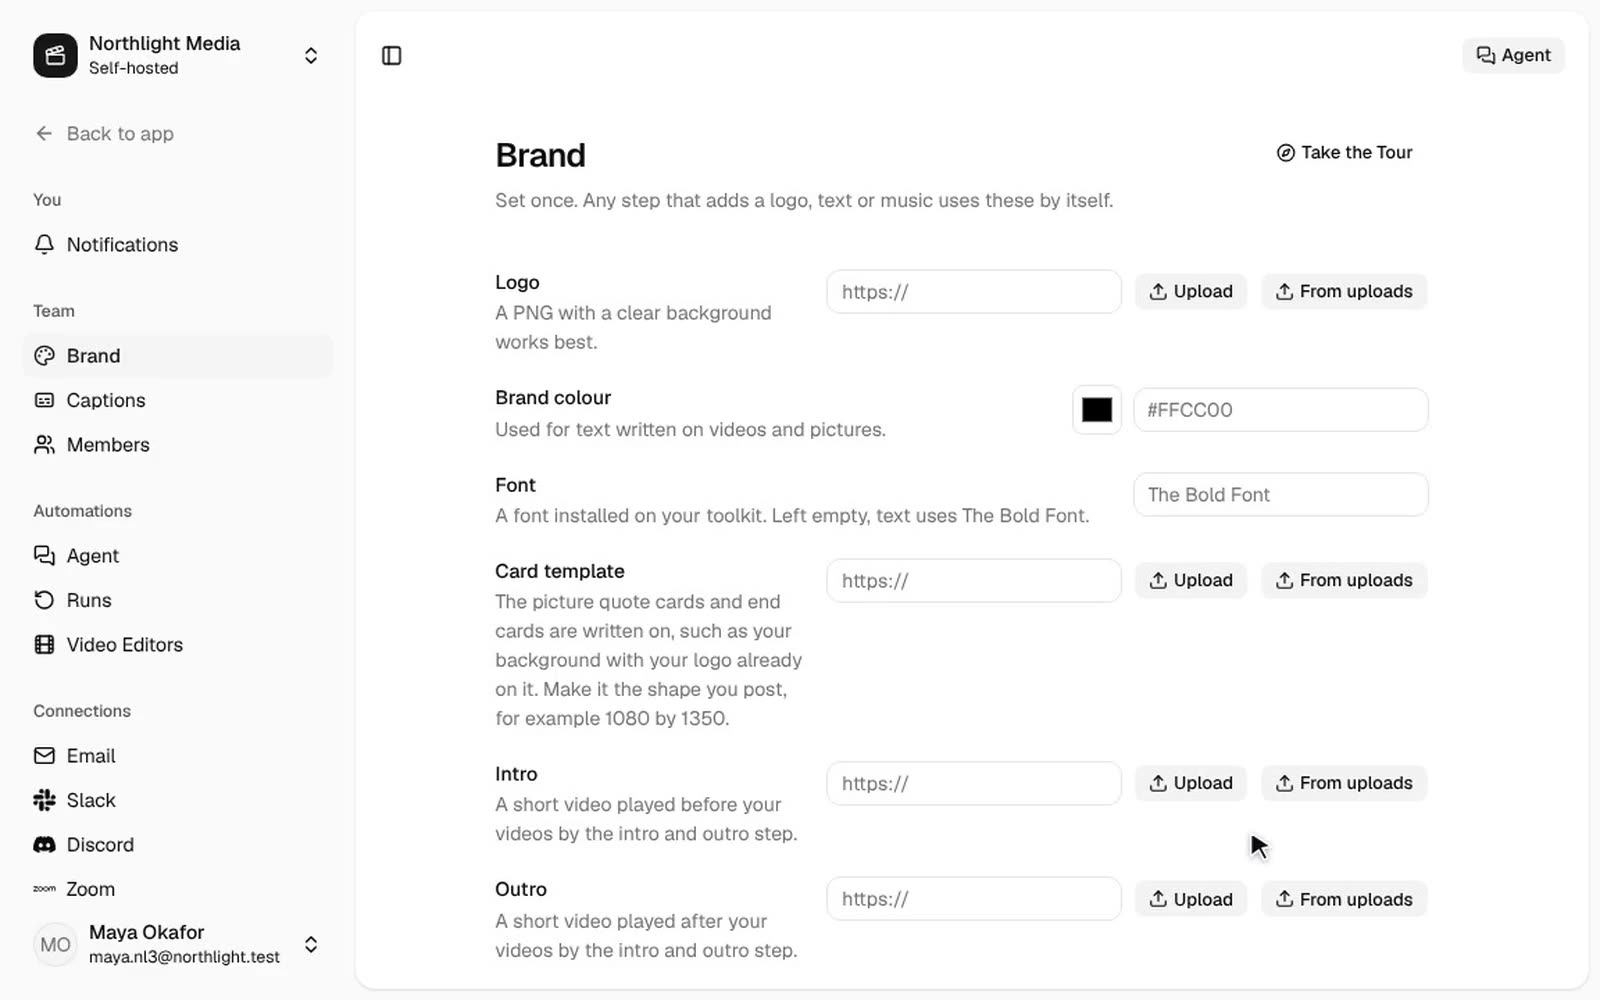 Northlight Media
Self-hosted
Back to app
You
Notifications
Team
Brand
Captions
Members
Automations
Agent
Runs
Video Editors
Connections
Email
Slack
Discord
zoom Zoom
MO
Maya Okafor
maya.nl3@northlight.test
Agent
Brand
Take the Tour
Set once. Any step that adds a logo, text or music uses these by itself.
Logo
A PNG with a clear background
works best.
https://
Upload
From uploads
Brand colour
Used for text written on videos and pictures.
#FFCC00
Font
A font installed on your toolkit. Left empty, text uses The Bold Font.
The Bold Font
Card template
The picture quote cards and end
cards are written on, such as your
background with your logo already
on it. Make it the shape you post,
for example 1080 by 1350.
https://
Upload
From uploads
Intro
A short video played before your
videos by the intro and outro step.
https://
Upload
From uploads
Outro
A short video played after your
videos by the intro and outro step.
https://
Upload
From uploads